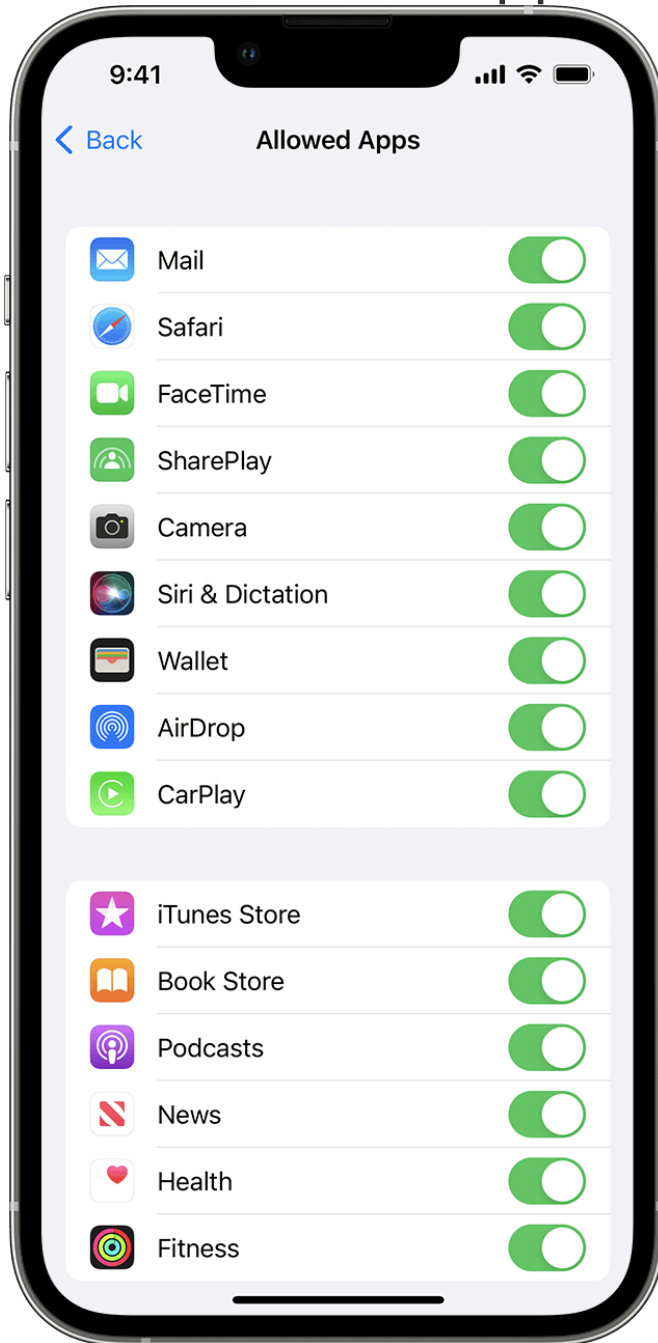 9:41
Back
Allowed Apps
Mail
Safari
FaceTime
SharePlay
Camera
Siri & Dictation
Wallet
AirDrop
CarPlay
iTunes Store
Book Store
Podcasts
News
Health
Fitness